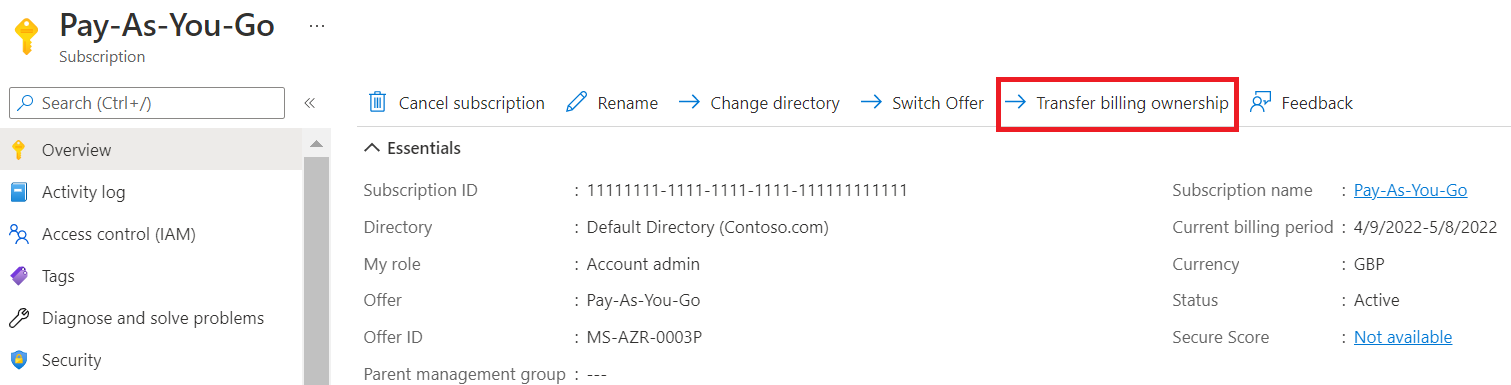 Pay-As-You-Go ...
Subscription
Search (Ctrl+/) «
Cancel subscription Rename Change directory Switch Offer Transfer billing ownership Feedback
Overview
Activity log
Access control (IAM)
Tags
Diagnose and solve problems
Security
Essentials
Subscription ID : 11111111-1111-1111-1111-111111111111
Directory : Default Directory (Contoso.com)
My role : Account admin
Offer : Pay-As-You-Go
Offer ID : MS-AZR-0003P
Parent management group : ---
Subscription name : Pay-As-You-Go
Current billing period : 4/9/2022-5/8/2022
Currency : GBP
Status : Active
Secure Score : Not available